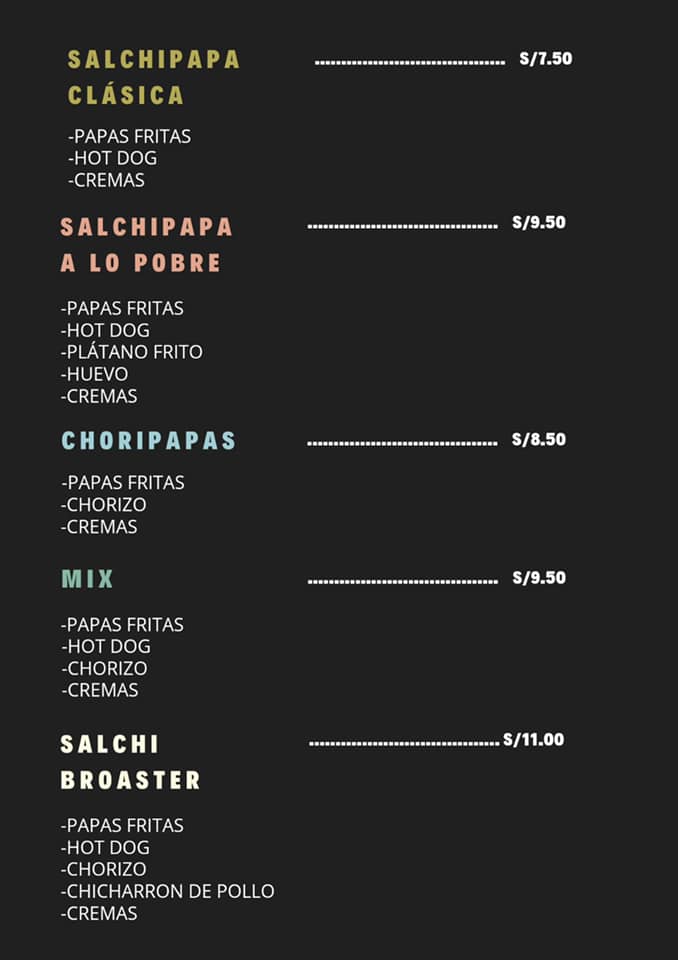 SALCHIPAPA ..................................... S/7.50
CLÁSICA
-PAPAS FRITAS
-HOT DOG
-CREMAS
SALCHIPAPA ..................................... S/9.50
A LO POBRE
-PAPAS FRITAS
-HOT DOG
-PLÁTANO FRITO
-HUEVO
-CREMAS
CHORIPAPAS ..................................... S/8.50
-PAPAS FRITAS
-CHORIZO
-CREMAS
MIX ..................................... S/9.50
-PAPAS FRITAS
-HOT DOG
-CHORIZO
-CREMAS
SALCHI ..................................... S/11.00
BROASTER
-PAPAS FRITAS
-HOT DOG
-CHORIZO
-CHICHARRON DE POLLO
-CREMAS